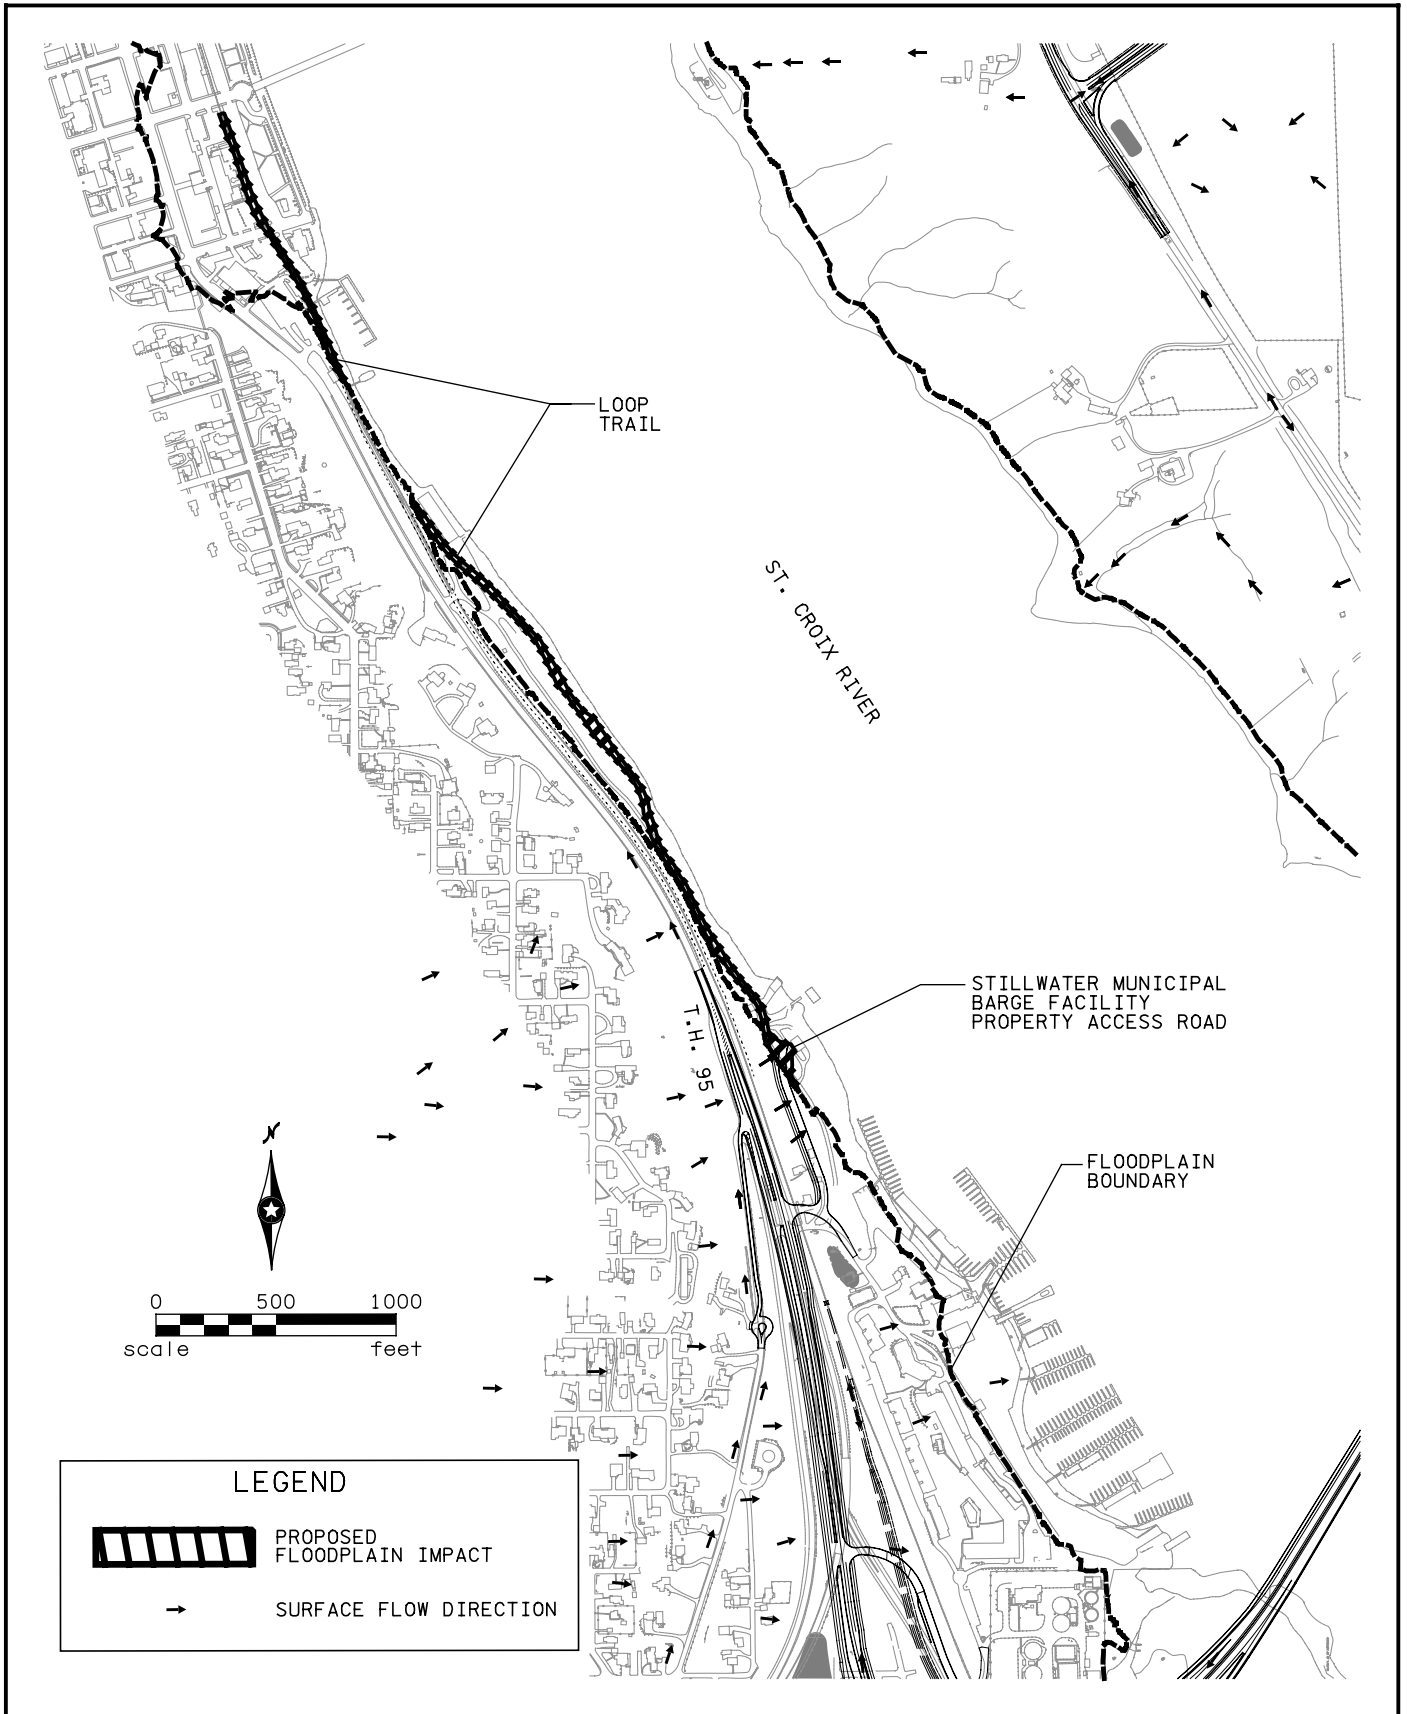 LOOP
TRAIL
ST. CROIX RIVER
STILLWATER MUNICIPAL
BARGE FACILITY
PROPERTY ACCESS ROAD
T.H. 95
N
FLOODPLAIN
BOUNDARY
0 500 1000
scale feet
LEGEND
PROPOSED
FLOODPLAIN IMPACT
SURFACE FLOW DIRECTION